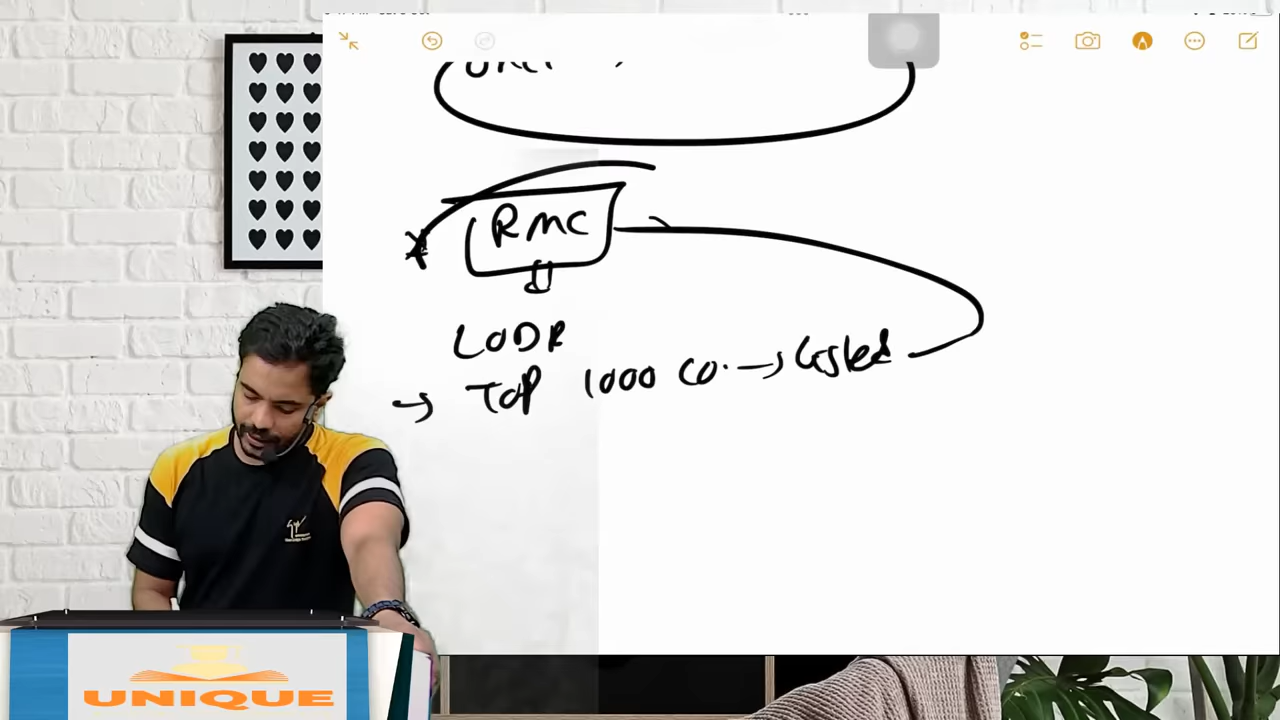 RMC
LODR
→ TOP 1000 CO. → Listed
UNIQUE